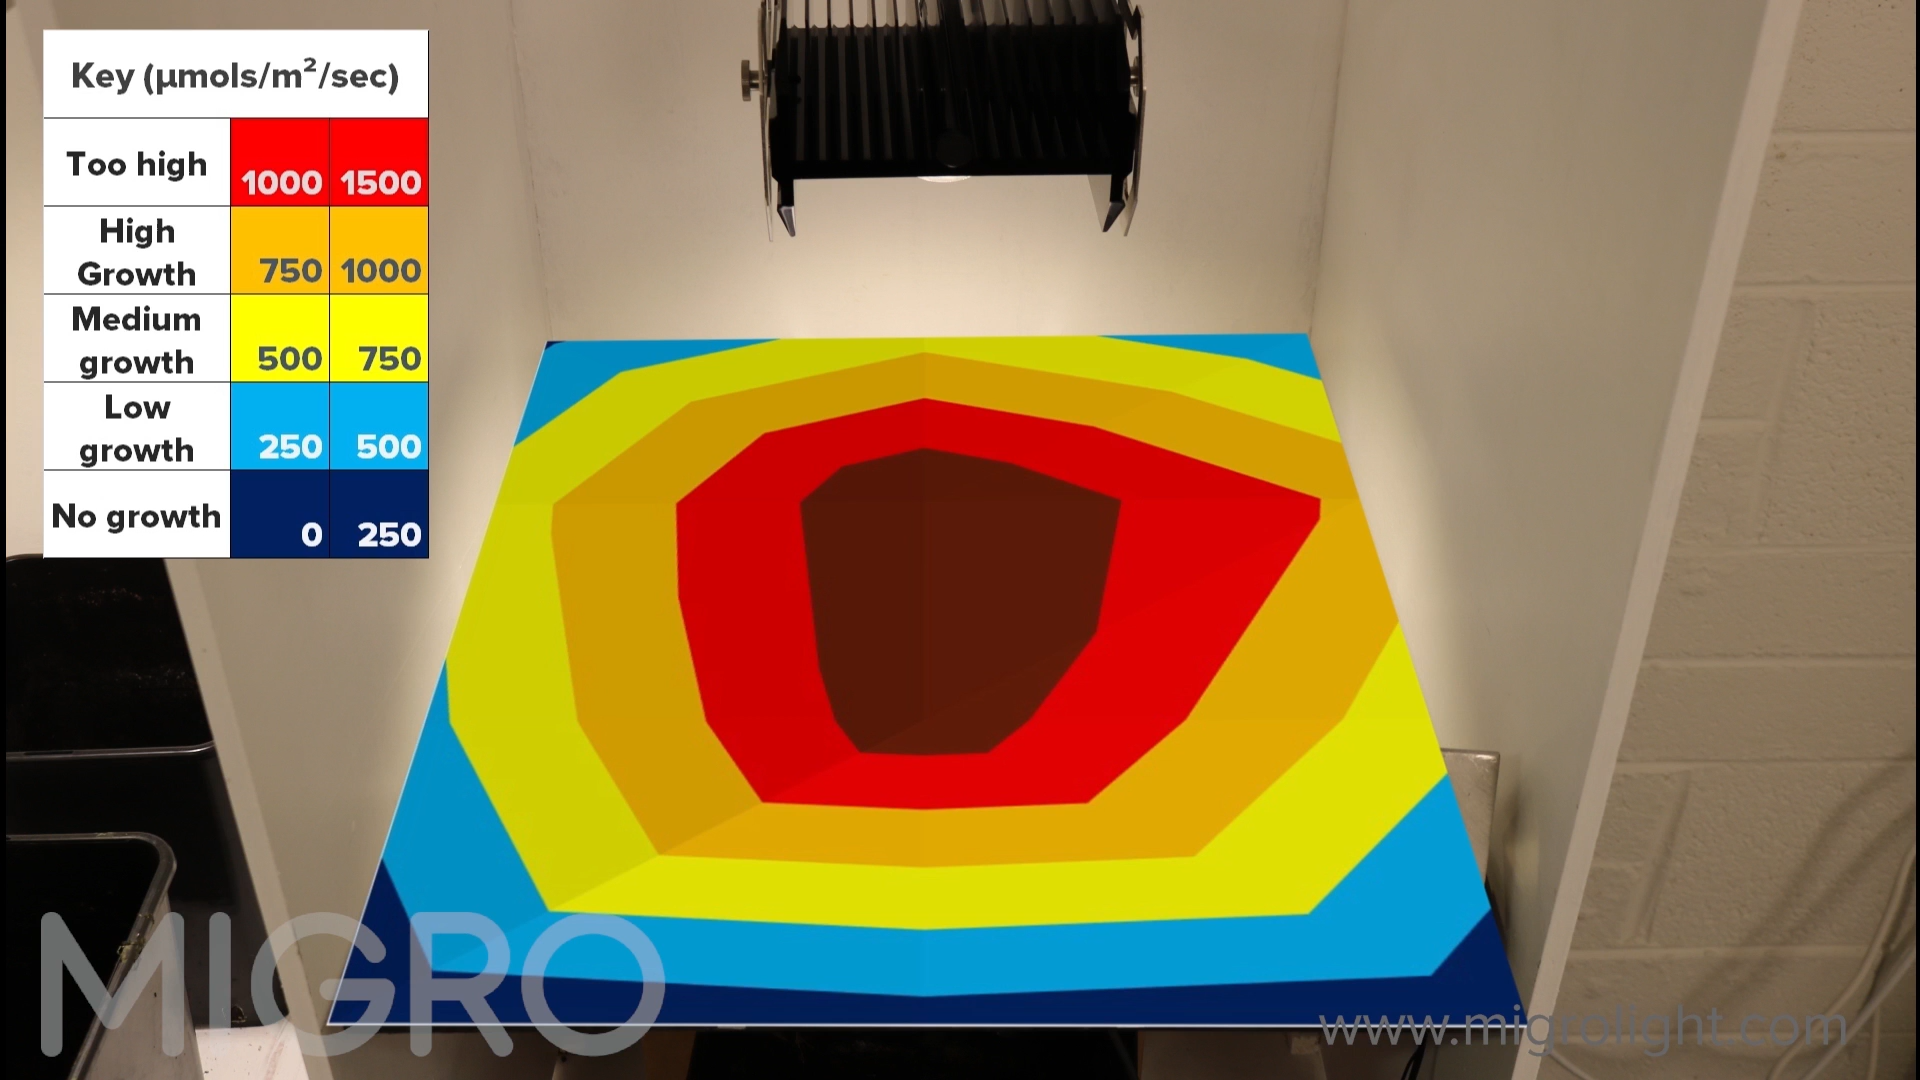 Key (µmols/m²/sec)
Too high 1000 1500
High Growth 750 1000
Medium growth 500 750
Low growth 250 500
No growth 0 250
MIGRO
www.migrolight.com